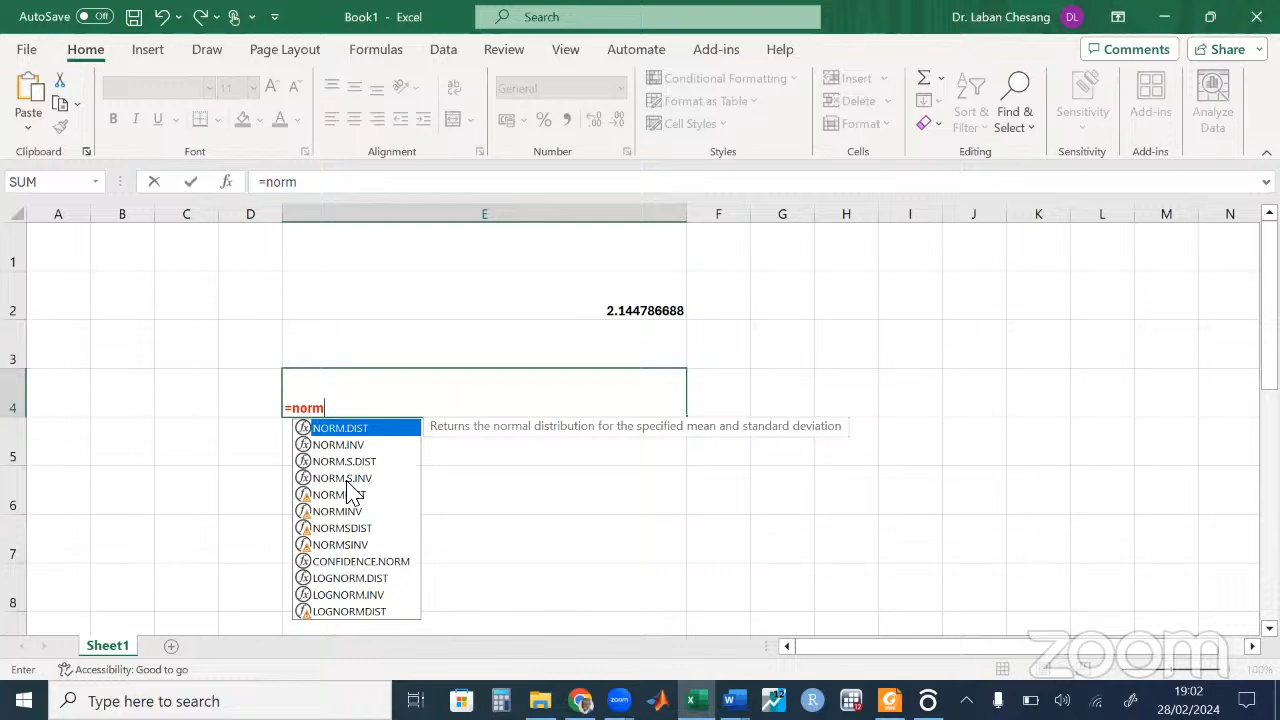 AutoSave Off Book1 - Excel Search Dr. Laban Chesang DL
File Home Insert Draw Page Layout Formulas Data Review View Automate Add-ins Help Comments Share
Paste
Clipboard
11
B I U A
Font
Alignment
General
%
Number
Conditional Formatting
Format as Table
Cell Styles
Styles
Insert
Delete
Format
Cells
Sort & Filter
Find & Select
Editing
Sensitivity
Sensitivity
Add-ins
Add-ins
Analyze Data
SUM fx =norm
A B C D E F G H I J K L M N
1
2 2.144786688
3
4 =norm
5
6
7
8
NORM.DIST Returns the normal distribution for the specified mean and standard deviation
NORM.INV
NORM.S.DIST
NORM.S.INV
NORMINV
NORMSDIST
NORMSINV
CONFIDENCE.NORM
LOGNORM.DIST
LOGNORM.INV
LOGNORMDIST
Sheet1
zoom
Enter Accessibility: Good to go 100%
Type here to search zoom 12 R 19:02
28/02/2024